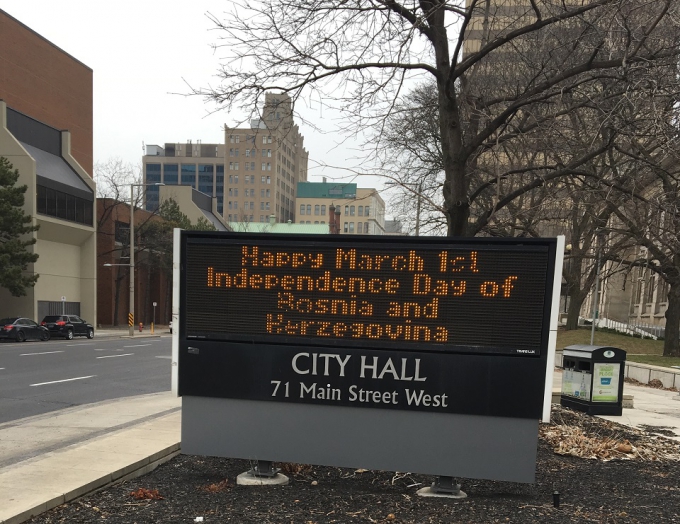 Happy March 1st
Independence Day of
Bosnia and
Herzegovina
CITY HALL
71 Main Street West